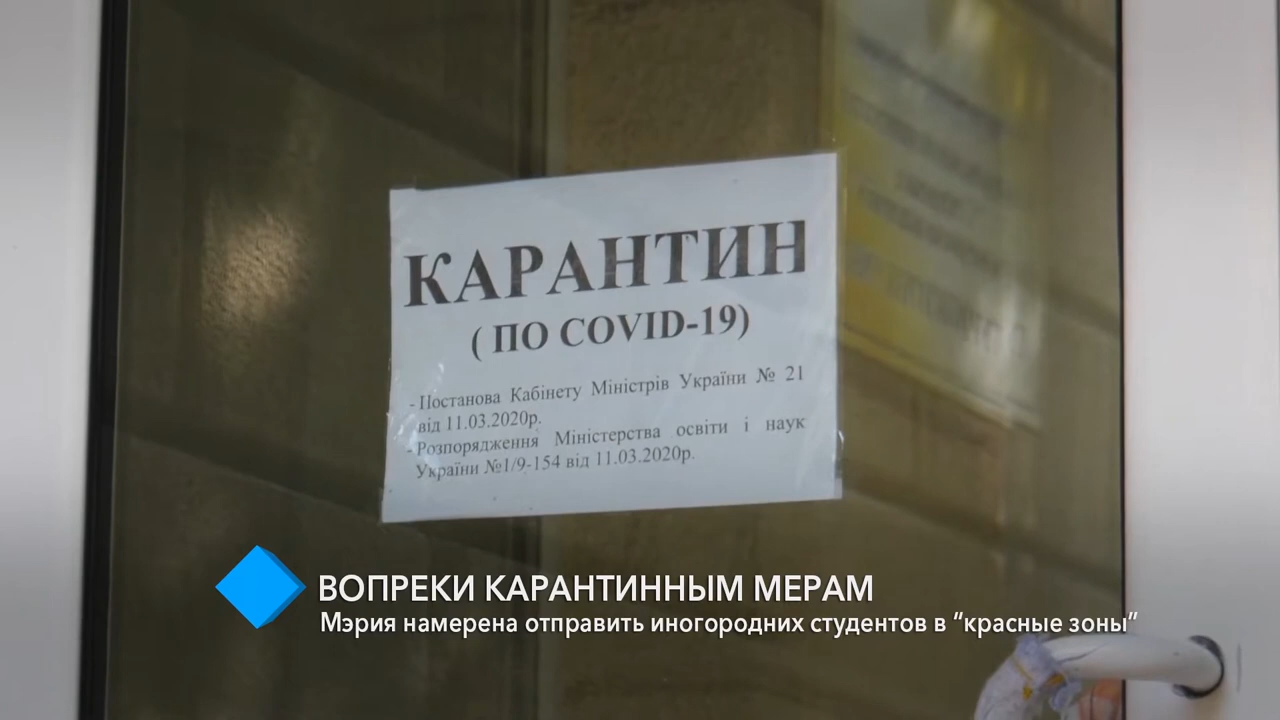 КАРАНТИН
( ПО COVID-19)
- Постанова Кабінету Міністрів України № 21
від 11.03.2020р.
- Розпорядження Міністерства освіти і наук
України №1/9-154 від 11.03.2020р.
ВОПРЕКИ КАРАНТИННЫМ МЕРАМ
Мэрия намерена отправить иногородних студентов в “красные зоны”